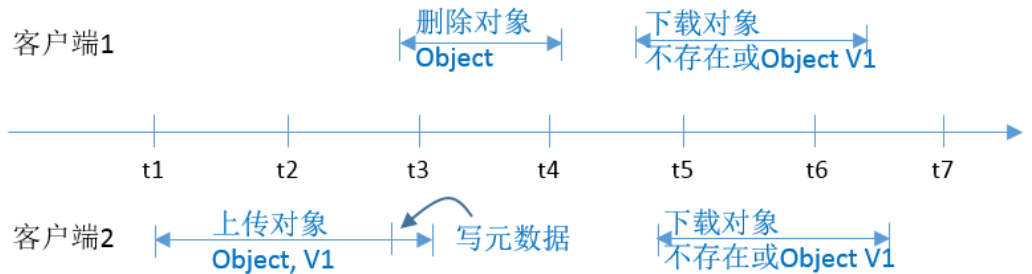 客户端1
删除对象
Object
下载对象
不存在或Object V1
t1 t2 t3 t4 t5 t6 t7
客户端2
上传对象
Object, V1
写元数据
下载对象
不存在或Object V1